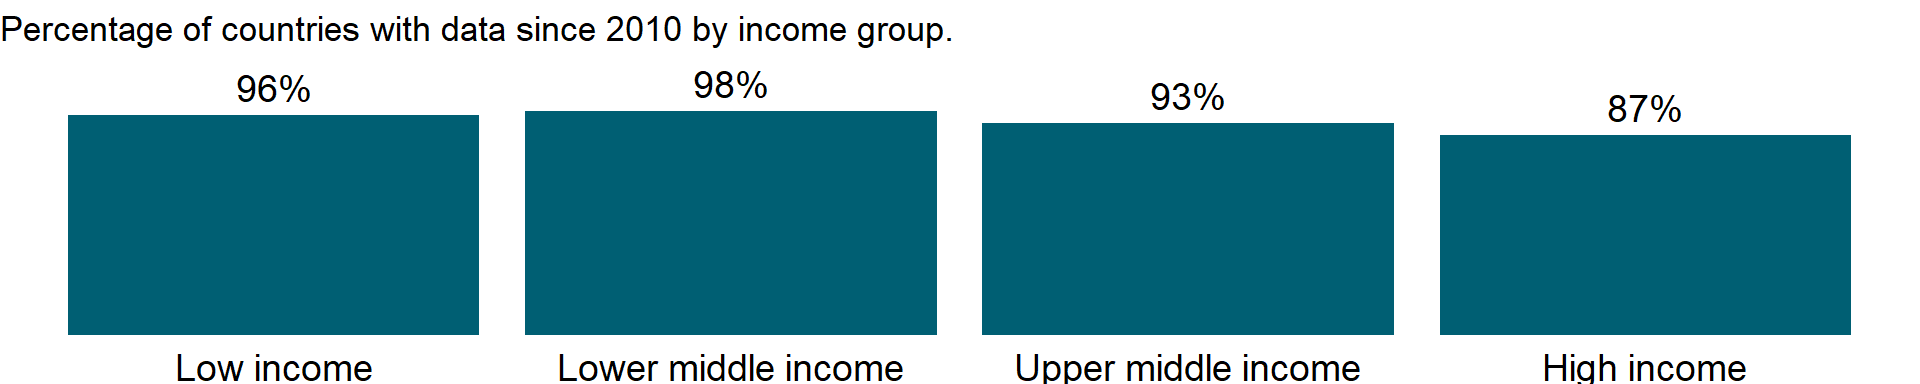 Percentage of countries with data since 2010 by income group.
96%
98%
93%
87%
Low income
Lower middle income
Upper middle income
High income